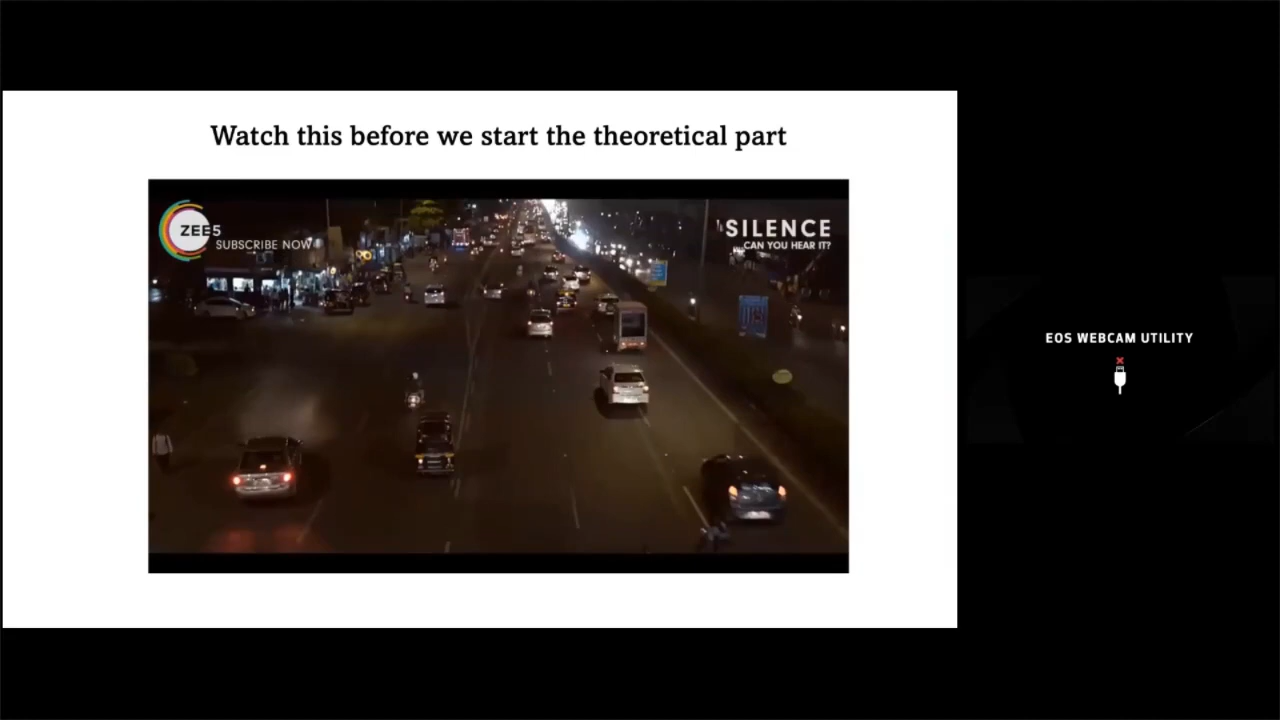 Watch this before we start the theoretical part
ZEE5
SUBSCRIBE NOW
SILENCE
CAN YOU HEAR IT?
EOS WEBCAM UTILITY